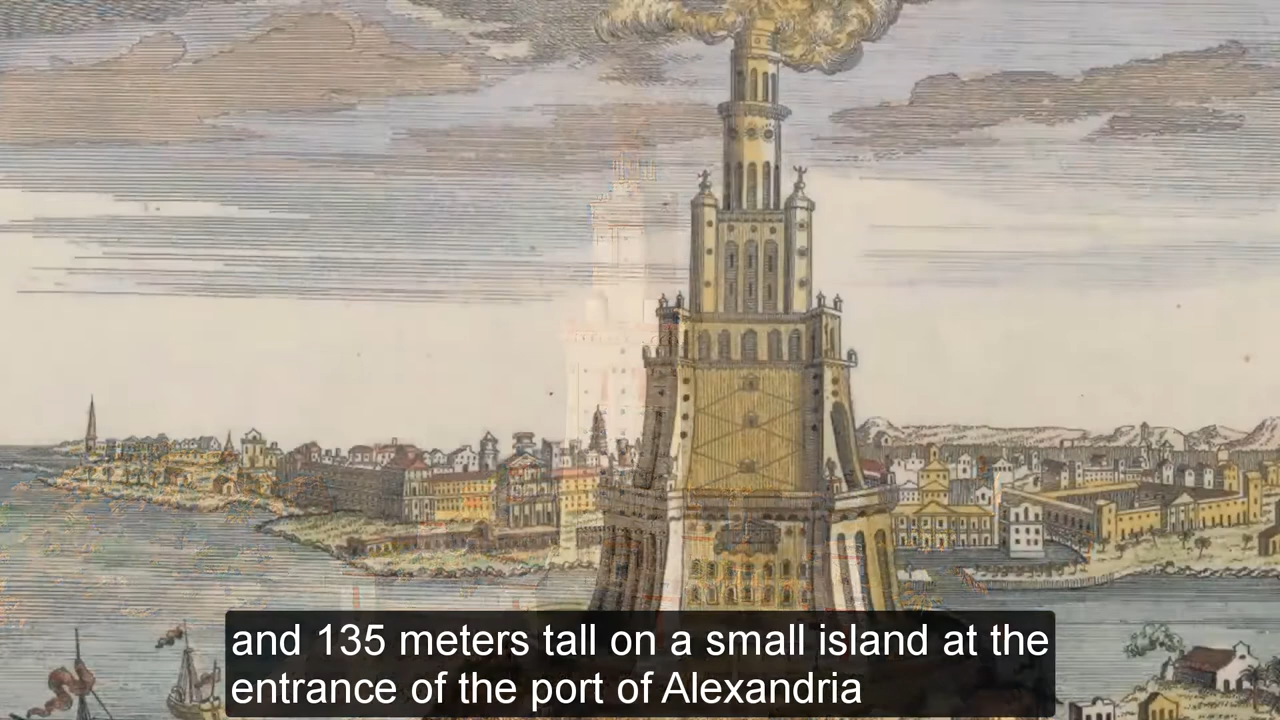 and 135 meters tall on a small island at the
entrance of the port of Alexandria